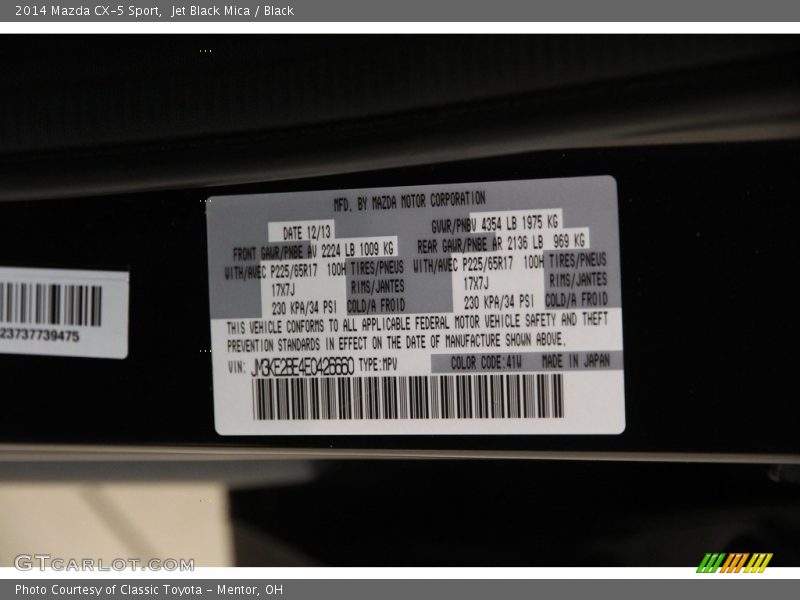 2014 Mazda CX-5 Sport,  Jet Black Mica / Black
MFD. BY MAZDA MOTOR CORPORATION
DATE 12/13
GVWR/PNBV 4354 LB 1975 KG
FRONT GAWR/PNBE AV 2224 LB 1009 KG
REAR GAWR/PNBE AR 2136 LB 969 KG
WITH/AVEC P225/65R17 100H TIRES/PNEUS
WITH/AVEC P225/65R17 100H TIRES/PNEUS
17X7J RIMS/JANTES
17X7J RIMS/JANTES
230 KPA/34 PSI COLD/A FROID
230 KPA/34 PSI COLD/A FROID
THIS VEHICLE CONFORMS TO ALL APPLICABLE FEDERAL MOTOR VEHICLE SAFETY AND THEFT
PREVENTION STANDARDS IN EFFECT ON THE DATE OF MANUFACTURE SHOWN ABOVE.
VIN: JM3KE2BE4E0426660 TYPE:MPV
COLOR CODE:41W MADE IN JAPAN
23737739475
GTCARLOT.COM
Photo Courtesy of Classic Toyota - Mentor, OH